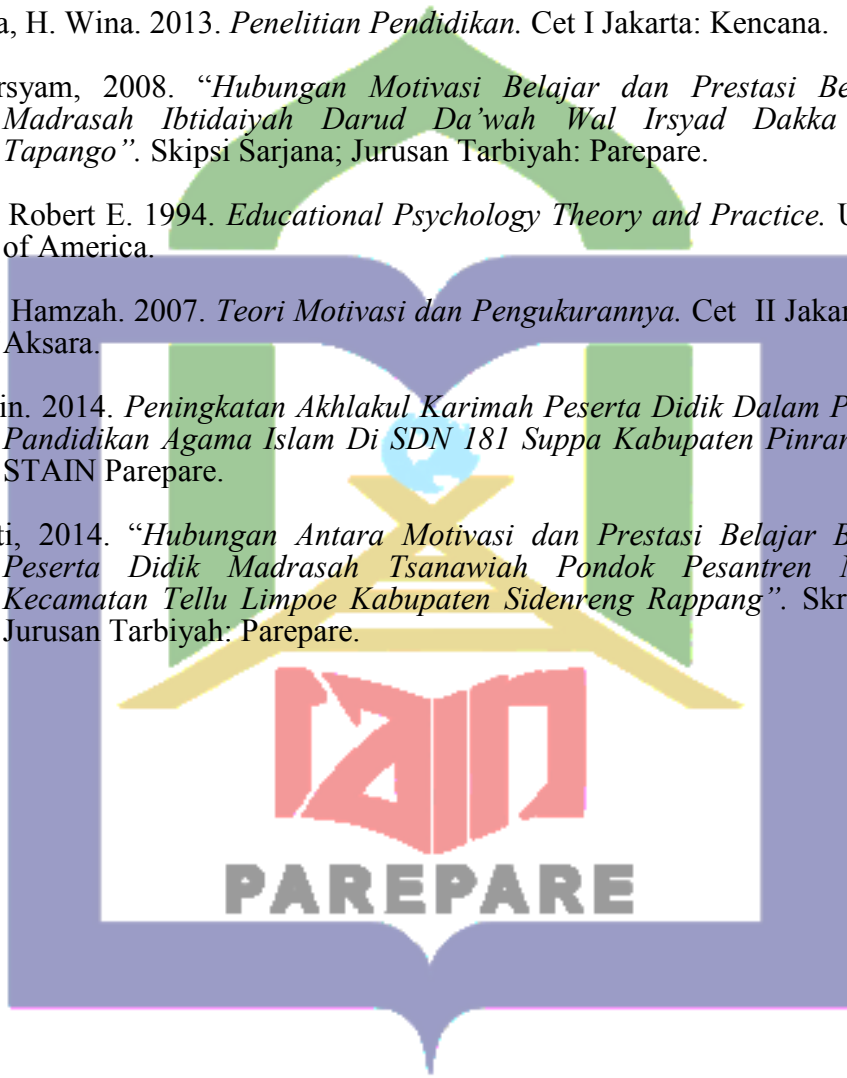 a, H. Wina. 2013. Penelitian Pendidikan. Cet I Jakarta: Kencana.
rsyam, 2008. “Hubungan Motivasi Belajar dan Prestasi Be
Madrasah Ibtidaiyah Darud Da’wah Wal Irsyad Dakka
Tapango”. Skipsi Sarjana; Jurusan Tarbiyah: Parepare.
Robert E. 1994. Educational Psychology Theory and Practice. U
of America.
Hamzah. 2007. Teori Motivasi dan Pengukurannya. Cet II Jakar
Aksara.
in. 2014. Peningkatan Akhlakul Karimah Peserta Didik Dalam P
Pandidikan Agama Islam Di SDN 181 Suppa Kabupaten Pinran
STAIN Parepare.
ti, 2014. “Hubungan Antara Motivasi dan Prestasi Belajar B
Peserta Didik Madrasah Tsanawiah Pondok Pesantren
Kecamatan Tellu Limpoe Kabupaten Sidenreng Rappang”. Skr
Jurusan Tarbiyah: Parepare.
iain
PAREPARE